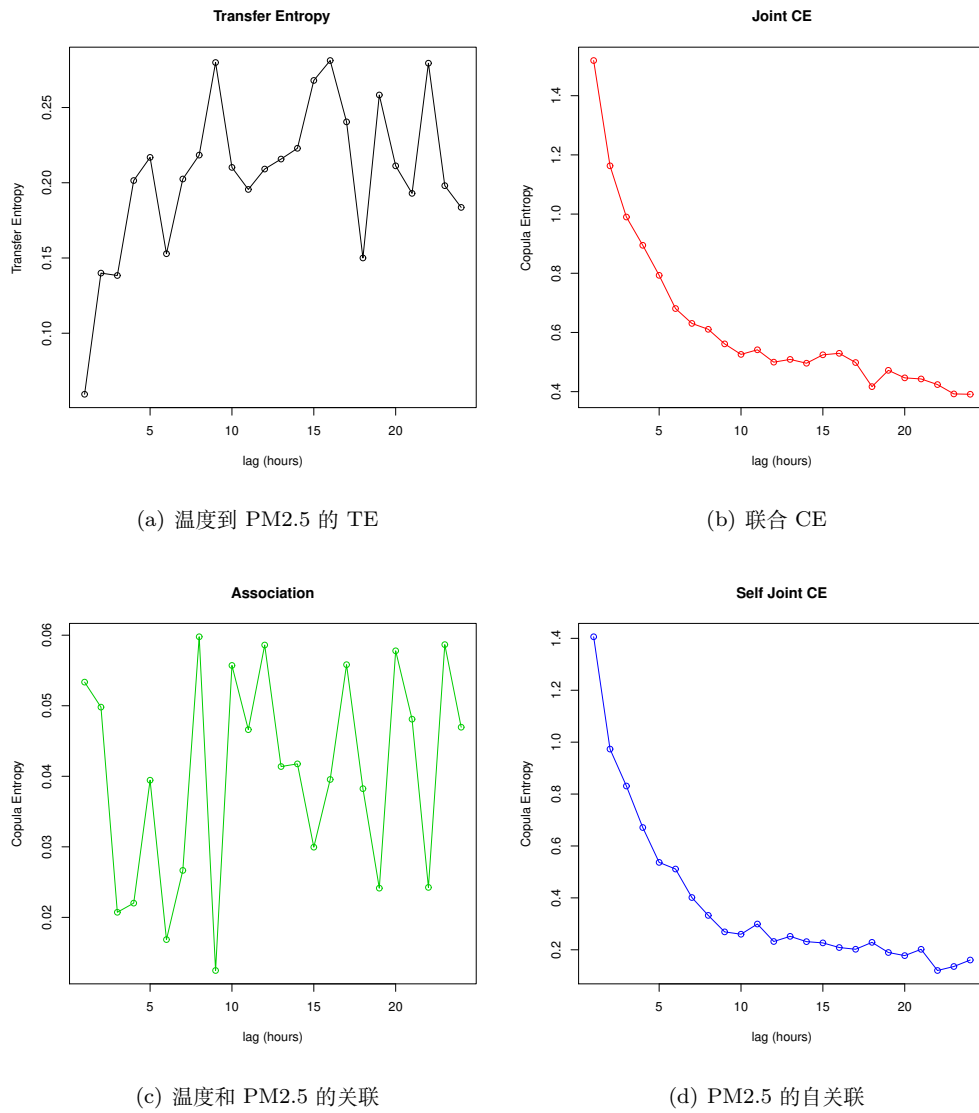 Transfer Entropy
Transfer Entropy
0.10 0.15 0.20 0.25
5 10 15 20
lag (hours)
(a) 温度到 PM2.5 的 TE
Joint CE
Copula Entropy
0.4 0.6 0.8 1.0 1.2 1.4
5 10 15 20
lag (hours)
(b) 联合 CE
Association
Copula Entropy
0.02 0.03 0.04 0.05 0.06
5 10 15 20
lag (hours)
(c) 温度和 PM2.5 的关联
Self Joint CE
Copula Entropy
0.2 0.4 0.6 0.8 1.0 1.2 1.4
5 10 15 20
lag (hours)
(d) PM2.5 的自关联